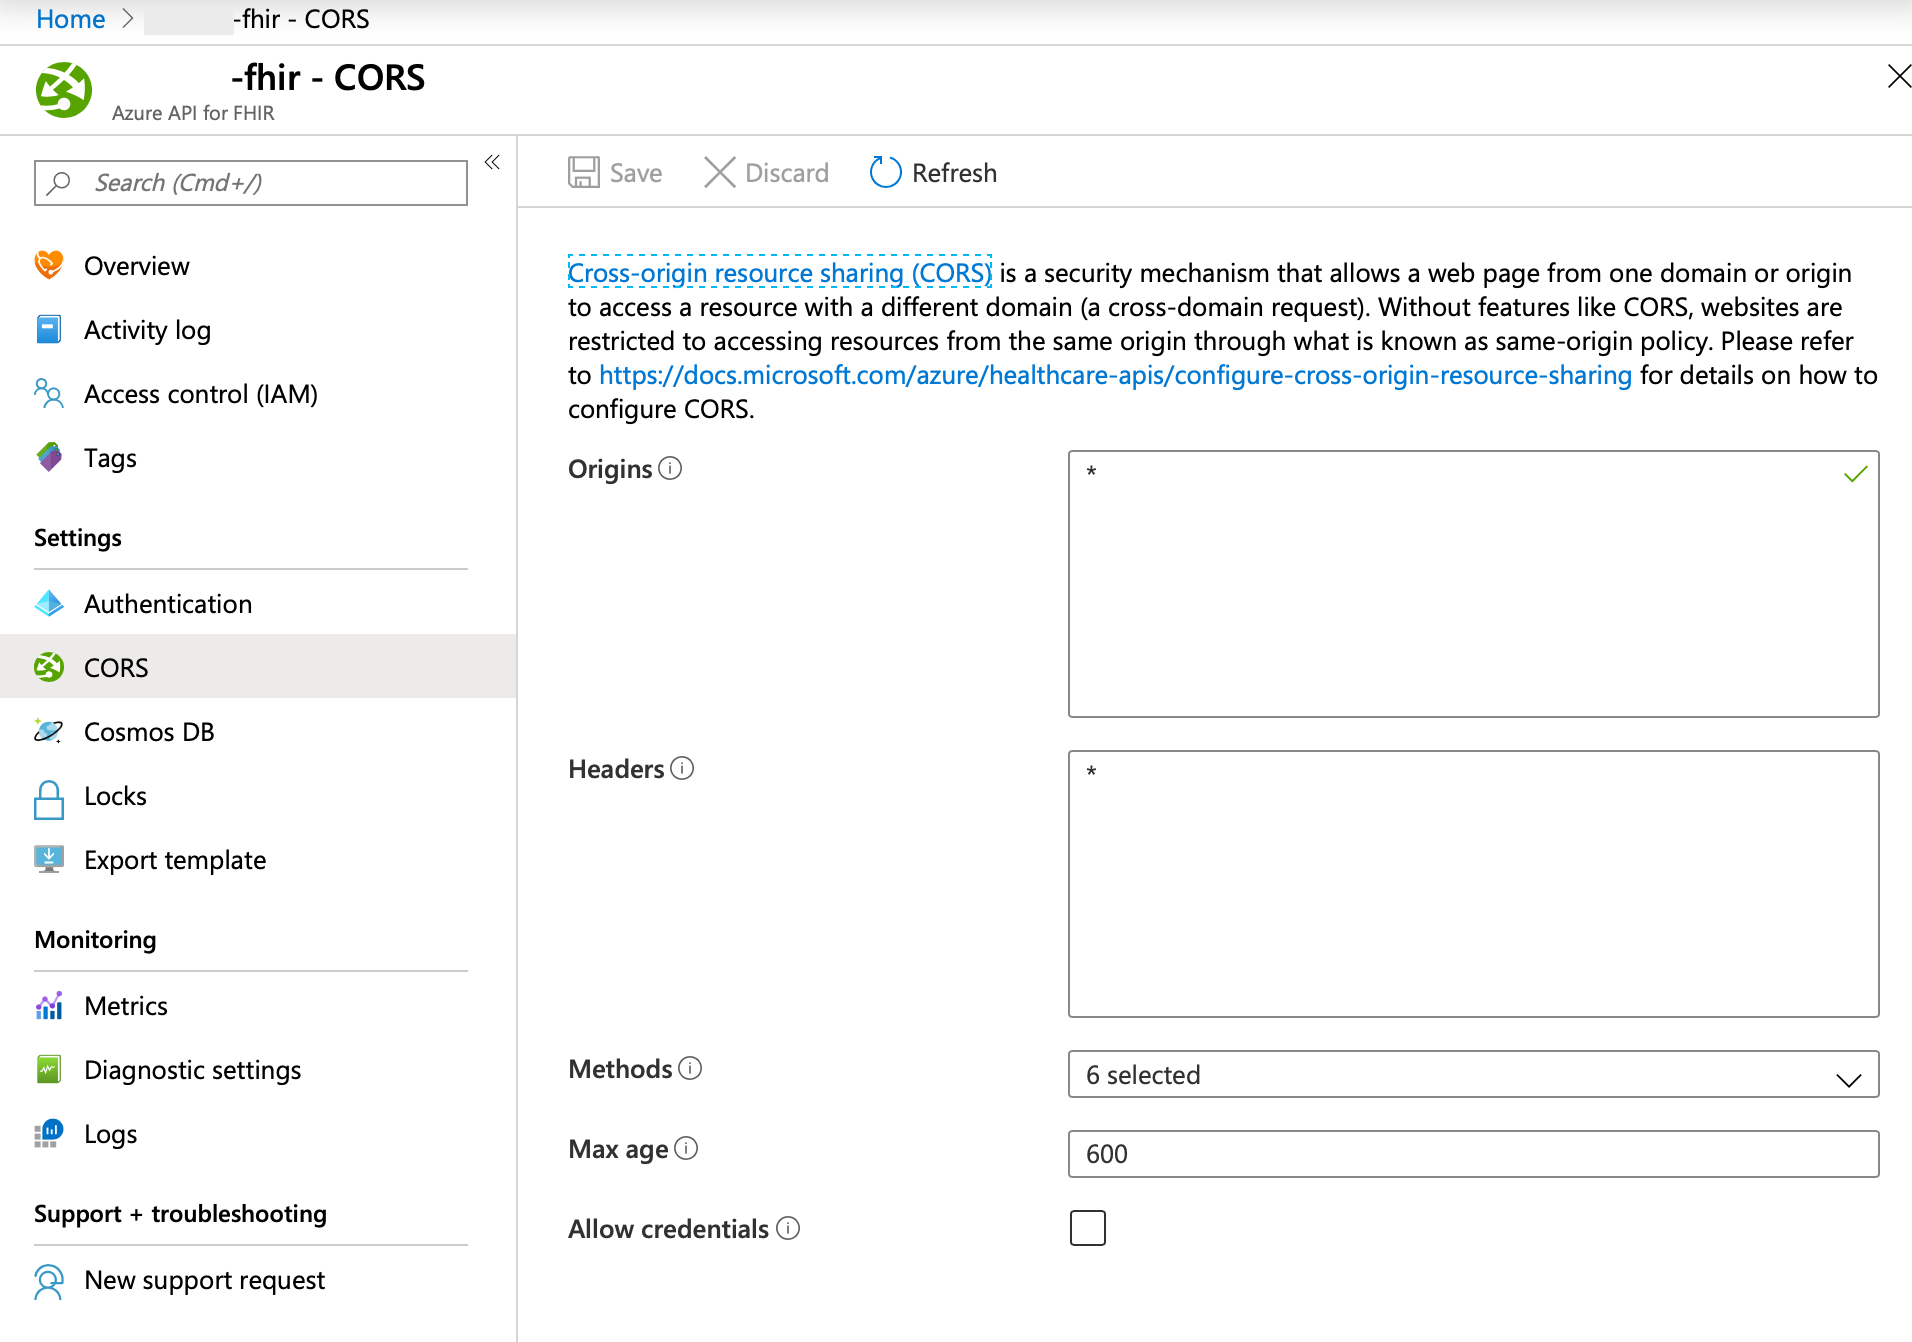 Home > -fhir - CORS
-fhir - CORS
Azure API for FHIR
Search (Cmd+/)
«
Overview
Activity log
Access control (IAM)
Tags
Settings
Authentication
CORS
Cosmos DB
Locks
Export template
Monitoring
Metrics
Diagnostic settings
Logs
Support + troubleshooting
New support request
Save Discard Refresh
Cross-origin resource sharing (CORS) is a security mechanism that allows a web page from one domain or origin
to access a resource with a different domain (a cross-domain request). Without features like CORS, websites are
restricted to accessing resources from the same origin through what is known as same-origin policy. Please refer
to https://docs.microsoft.com/azure/healthcare-apis/configure-cross-origin-resource-sharing for details on how to
configure CORS.
Origins
*
Headers
*
Methods
6 selected
Max age
600
Allow credentials